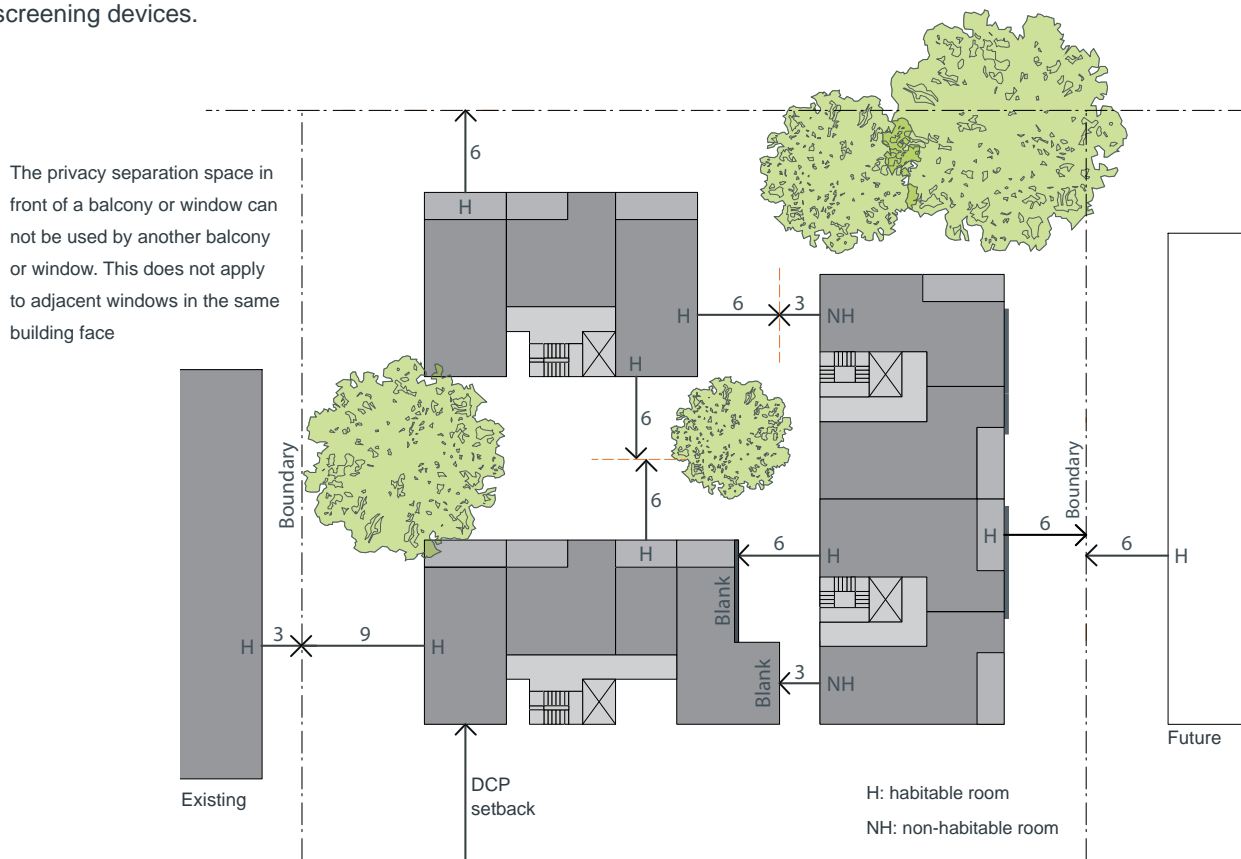 screening devices.
The privacy separation space in
front of a balcony or window can
not be used by another balcony
or window. This does not apply
to adjacent windows in the same
building face
6
H
H
6
3
NH
H
6
6
H
Boundary
Boundary
H
3
9
H
6
H
Blank
Blank
3
NH
H
6
6
H
Existing
DCP
setback
Future
H: habitable room
NH: non-habitable room